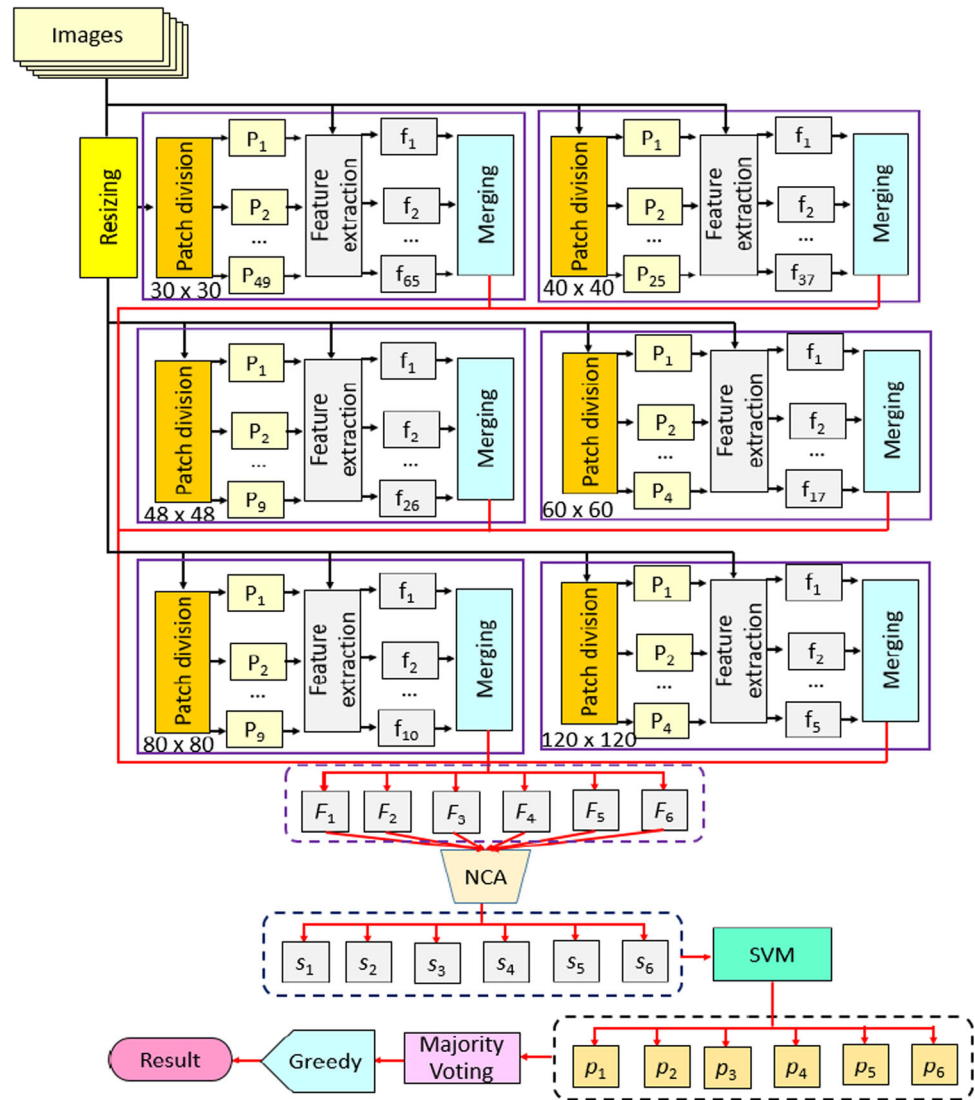 Images
Resizing
Patch division
P1
P2
...
P49
Feature extraction
f1
f2
...
f65
Merging
30 x 30
Patch division
P1
P2
...
P25
Feature extraction
f1
f2
...
f37
Merging
40 x 40
Patch division
P1
P2
...
P9
Feature extraction
f1
f2
...
f26
Merging
48 x 48
Patch division
P1
P2
...
P4
Feature extraction
f1
f2
...
f17
Merging
60 x 60
Patch division
P1
P2
...
P9
Feature extraction
f1
f2
...
f10
Merging
80 x 80
Patch division
P1
P2
...
P4
Feature extraction
f1
f2
...
f5
Merging
120 x 120
F1 F2 F3 F4 F5 F6
NCA
s1 s2 s3 s4 s5 s6
SVM
p1 p2 p3 p4 p5 p6
Majority
Voting
Greedy
Result